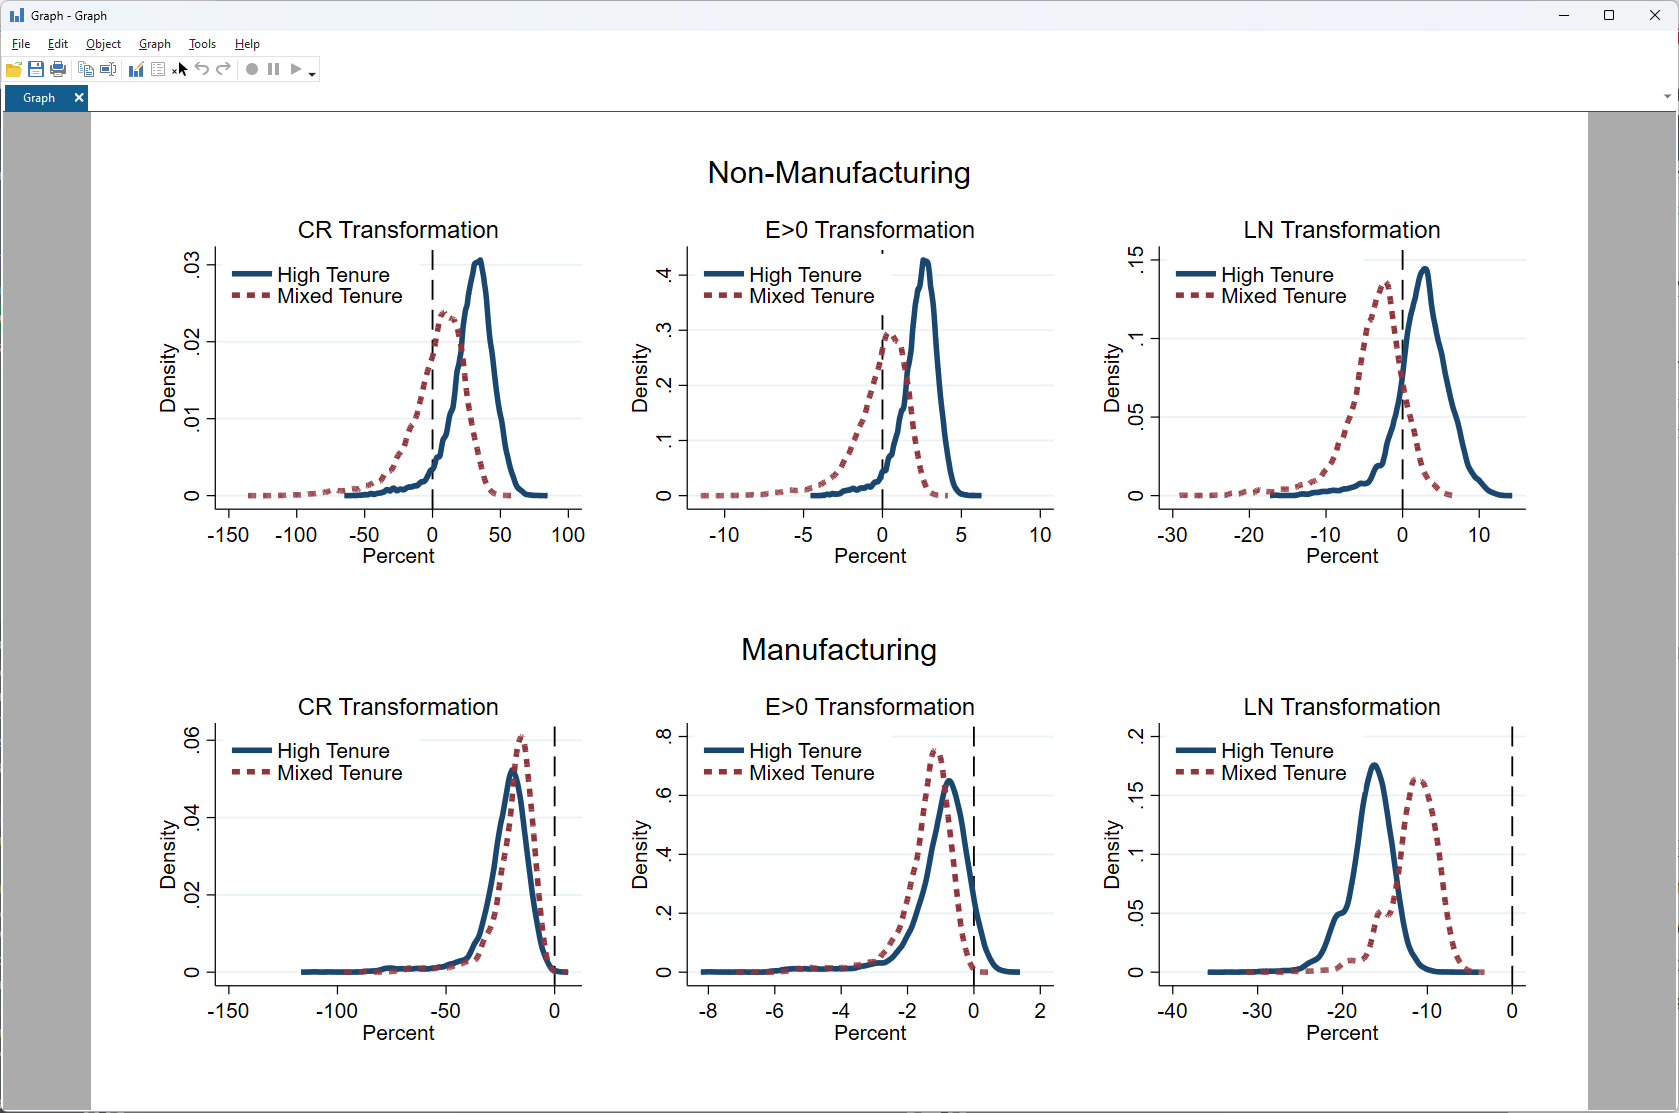 Graph - Graph
File Edit Object Graph Tools Help
Graph
Non-Manufacturing
CR Transformation
High Tenure
Mixed Tenure
Density
0 .01 .02 .03
-150 -100 -50 0 50 100
Percent
E>0 Transformation
High Tenure
Mixed Tenure
Density
0 .1 .2 .3 .4
-10 -5 0 5 10
Percent
LN Transformation
High Tenure
Mixed Tenure
Density
0 .05 .1 .15
-30 -20 -10 0 10
Percent
Manufacturing
CR Transformation
High Tenure
Mixed Tenure
Density
0 .02 .04 .06
-150 -100 -50 0
Percent
E>0 Transformation
High Tenure
Mixed Tenure
Density
0 .2 .4 .6 .8
-8 -6 -4 -2 0 2
Percent
LN Transformation
High Tenure
Mixed Tenure
Density
0 .05 .1 .15 .2
-40 -30 -20 -10 0
Percent